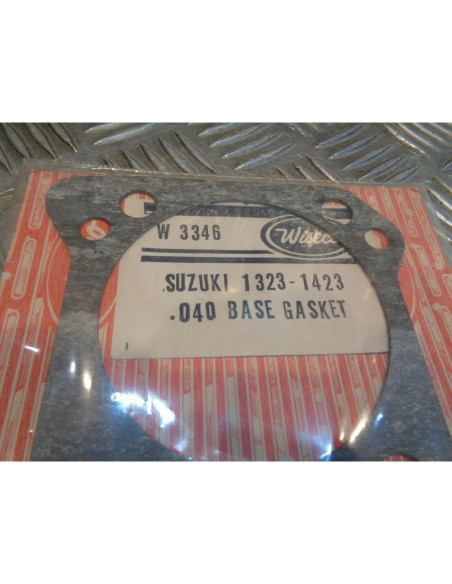 W 3346
Wiseco
.SUZUKI 1323-1423
.040 BASE GASKET